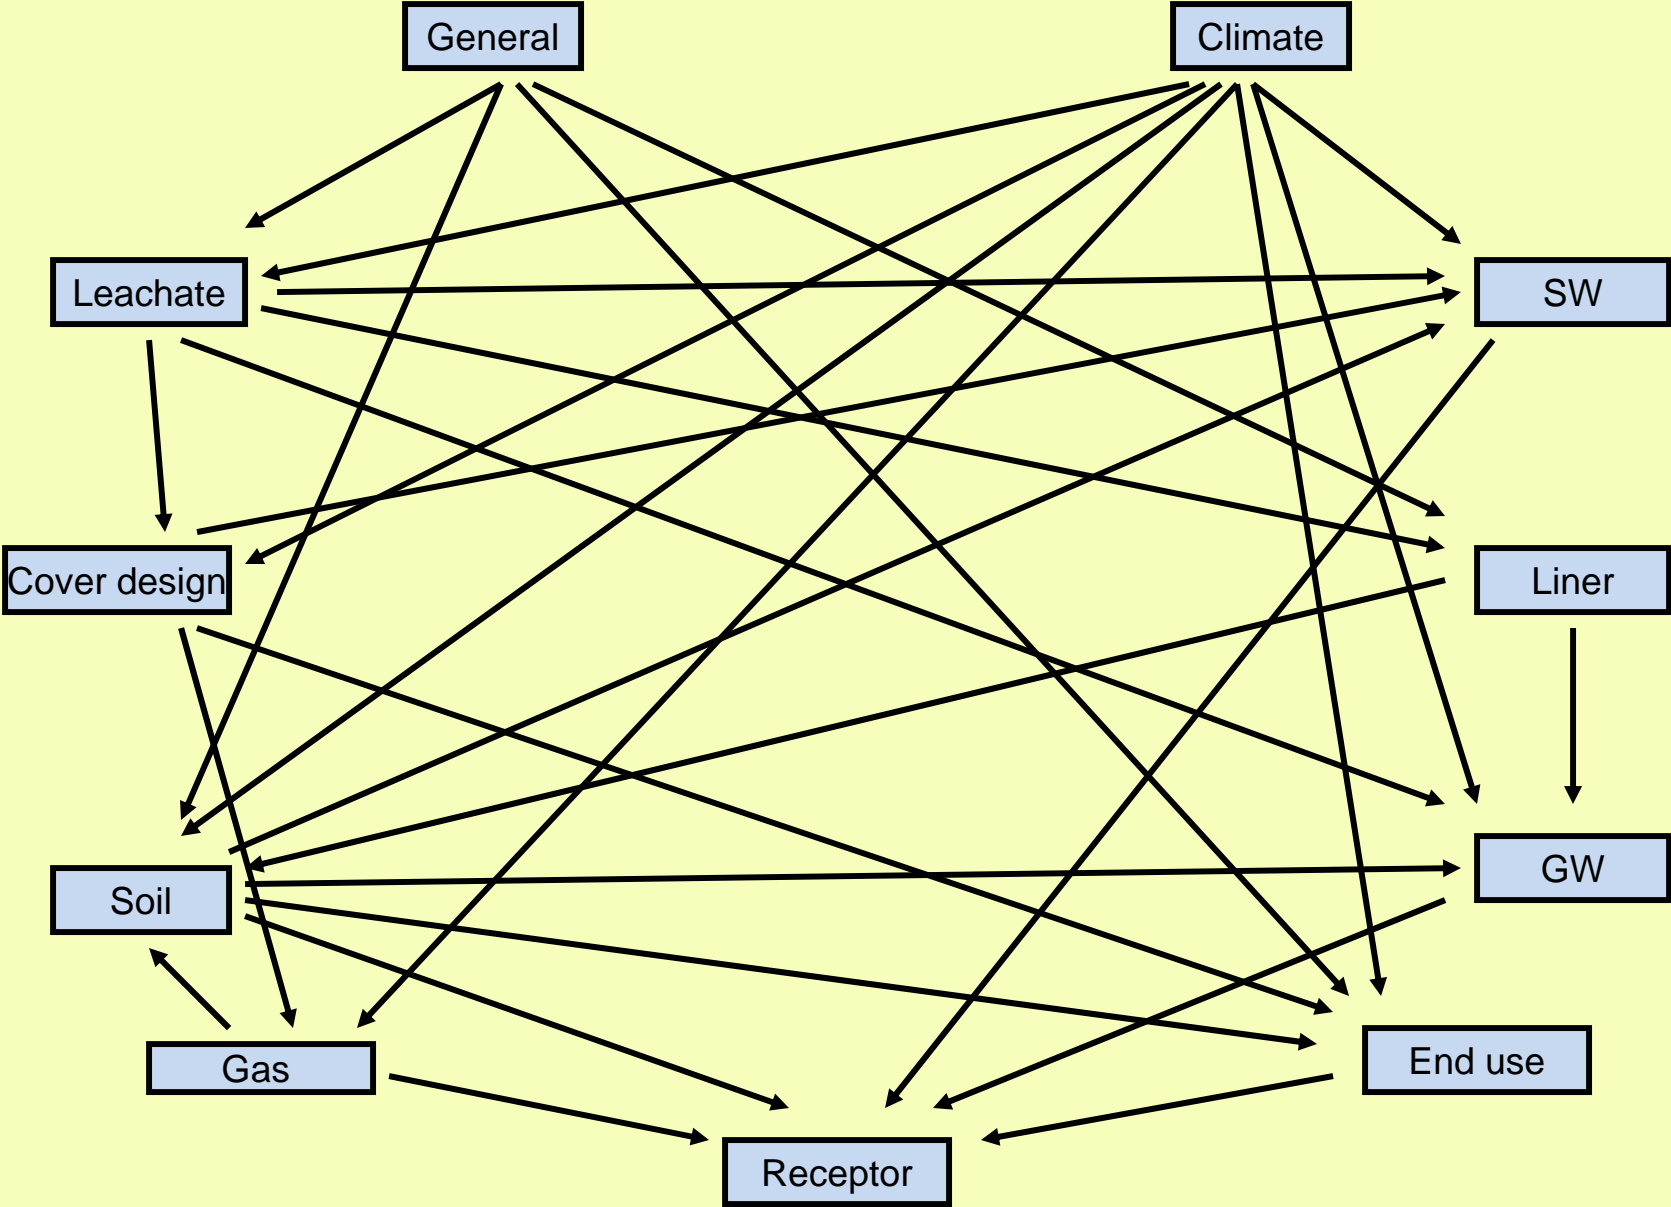 General
Climate
Leachate
SW
Cover design
Liner
Soil
GW
Gas
End use
Receptor